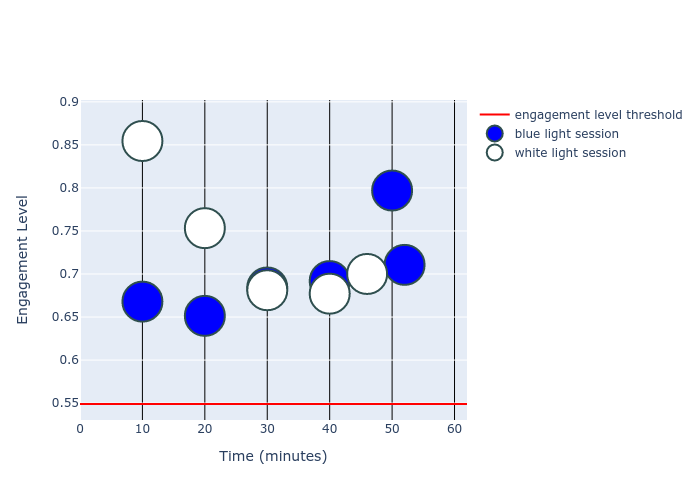 0.9
0.85
0.8
0.75
0.7
0.65
0.6
0.55
0 10 20 30 40 50 60
Time (minutes)
Engagement Level
engagement level threshold
blue light session
white light session